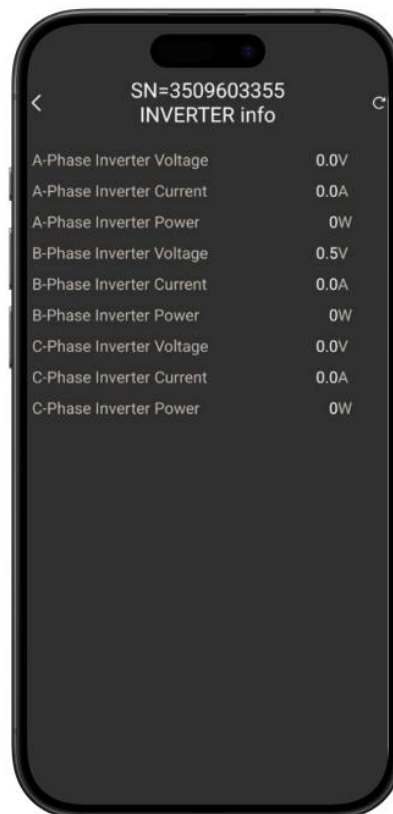 SN=3509603355
INVERTER info
A-Phase Inverter Voltage 0.0V
A-Phase Inverter Current 0.0A
A-Phase Inverter Power 0W
B-Phase Inverter Voltage 0.5V
B-Phase Inverter Current 0.0A
B-Phase Inverter Power 0W
C-Phase Inverter Voltage 0.0V
C-Phase Inverter Current 0.0A
C-Phase Inverter Power 0W